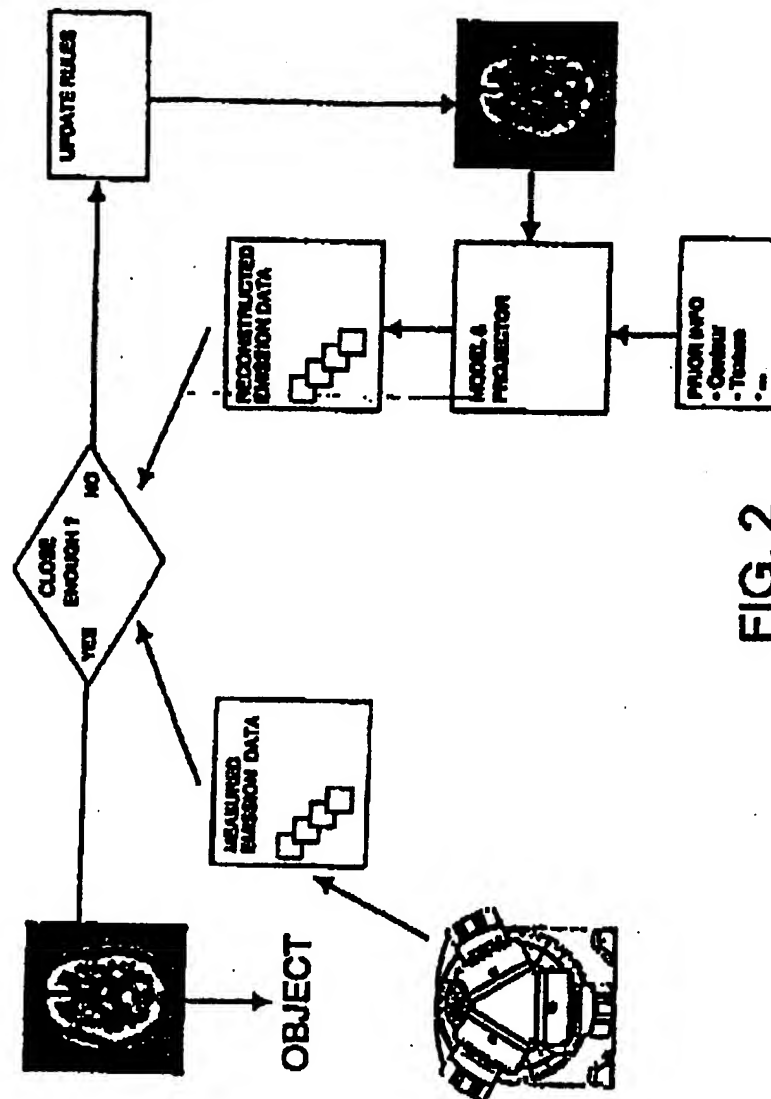 UPDATE RULES
CLOSE
ENOUGH ?
YES
NO
MEASURED
EMISSION DATA
RECONSTRUCTED
EMISSION DATA
OBJECT
MODEL &
PROJECTOR
PRIOR INFO
• Contour
FIG. 2